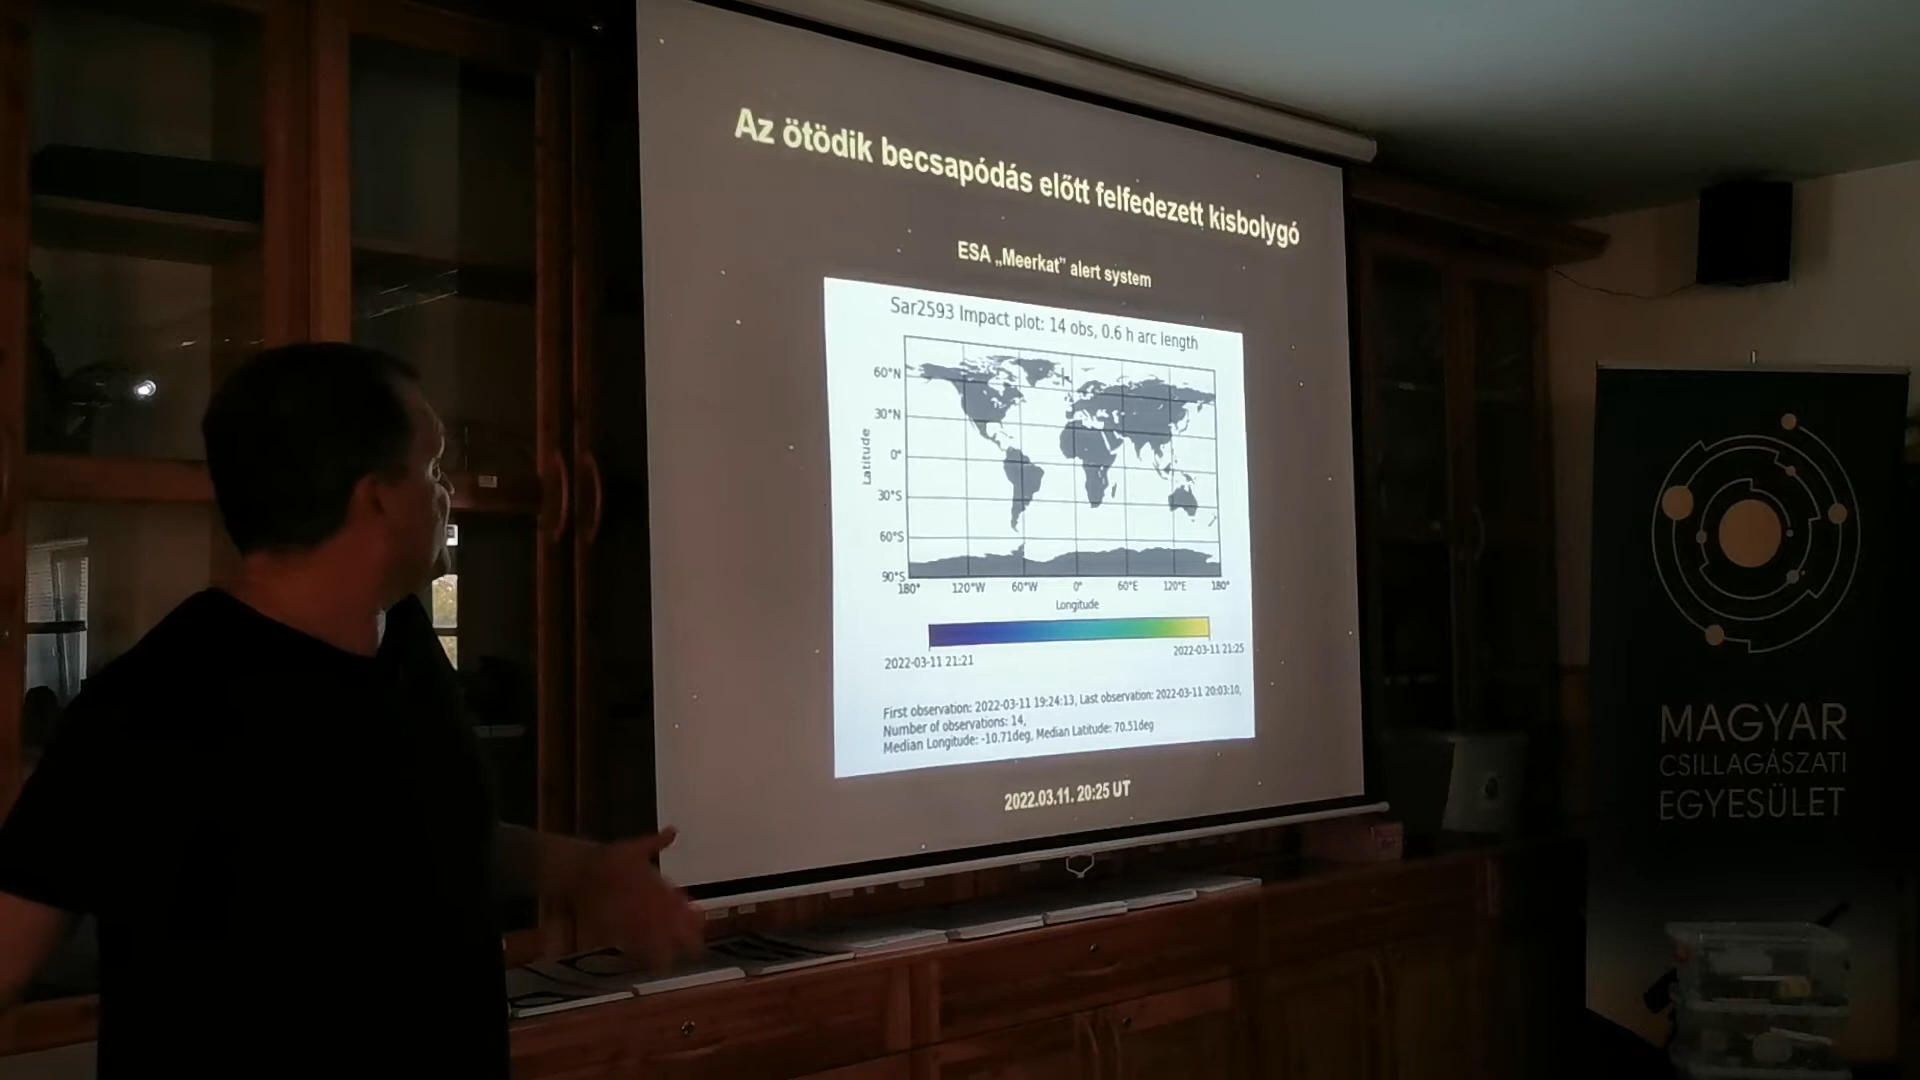 Az ötödik becsapódás előtt felfedezett kisbolygó
ESA „Meerkat” alert system
Sar2593 Impact plot: 14 obs, 0.6 h arc length
60°N
30°N
0°
30°S
60°S
90°S
Latitude
180° 120°W 60°W 0° 60°E 120°E 180°
Longitude
2022-03-11 21:21 2022-03-11 21:25
First observation: 2022-03-11 19:24:13, Last observation: 2022-03-11 20:03:10,
Number of observations: 14,
Median Longitude: -10.71deg, Median Latitude: 70.51deg
2022.03.11. 20:25 UT
MAGYAR
CSILLAGÁSZATI
EGYESÜLET